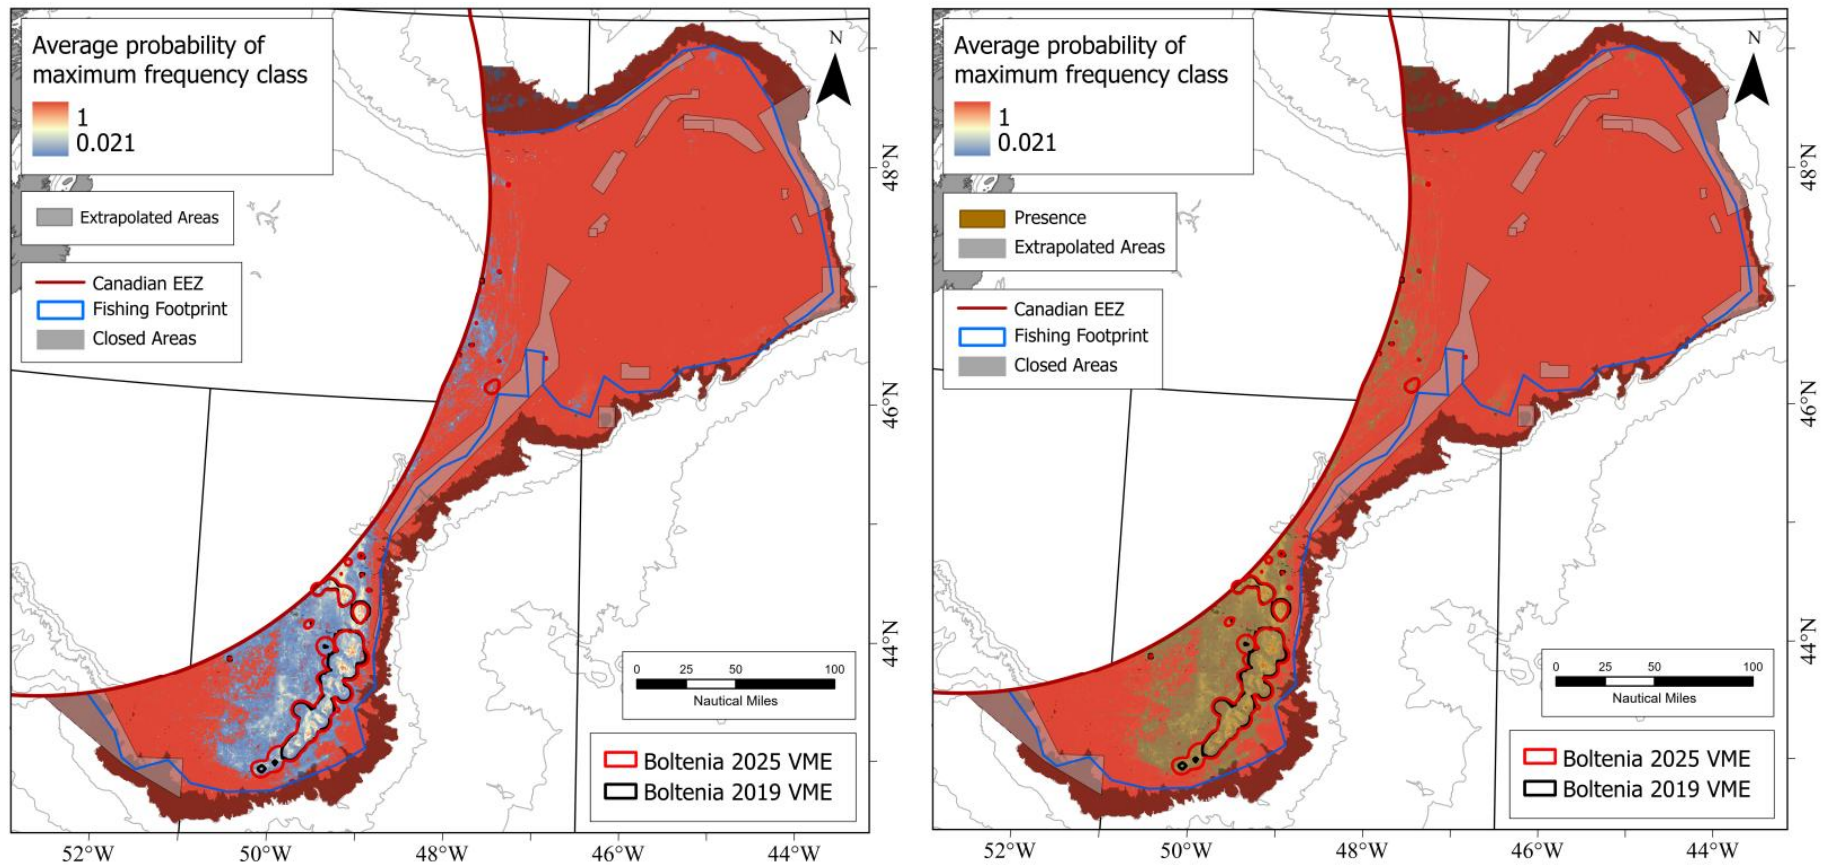 Average probability of
maximum frequency class
1
0.021
Extrapolated Areas
Canadian EEZ
Fishing Footprint
Closed Areas
N
48°N
46°N
44°N
0 25 50 100
Nautical Miles
Boltenia 2025 VME
Boltenia 2019 VME
52°W 50°W 48°W 46°W 44°W
Average probability of
maximum frequency class
1
0.021
Presence
Extrapolated Areas
Canadian EEZ
Fishing Footprint
Closed Areas
N
48°N
46°N
44°N
0 25 50 100
Nautical Miles
Boltenia 2025 VME
Boltenia 2019 VME
52°W 50°W 48°W 46°W 44°W